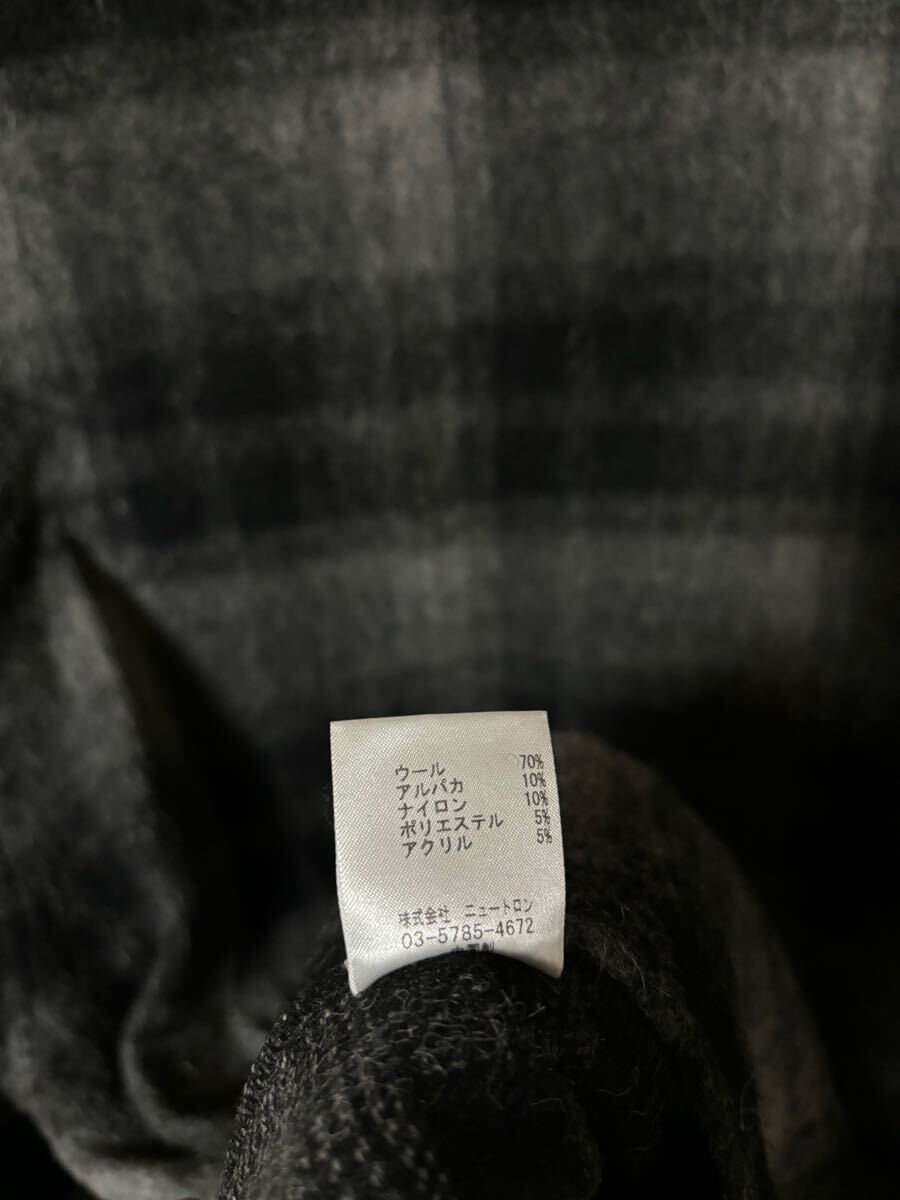 ウール 70%
アルパカ 10%
ナイロン 10%
ポリエステル 5%
アクリル 5%
株式会社 ニュートロン
03-5785-4672